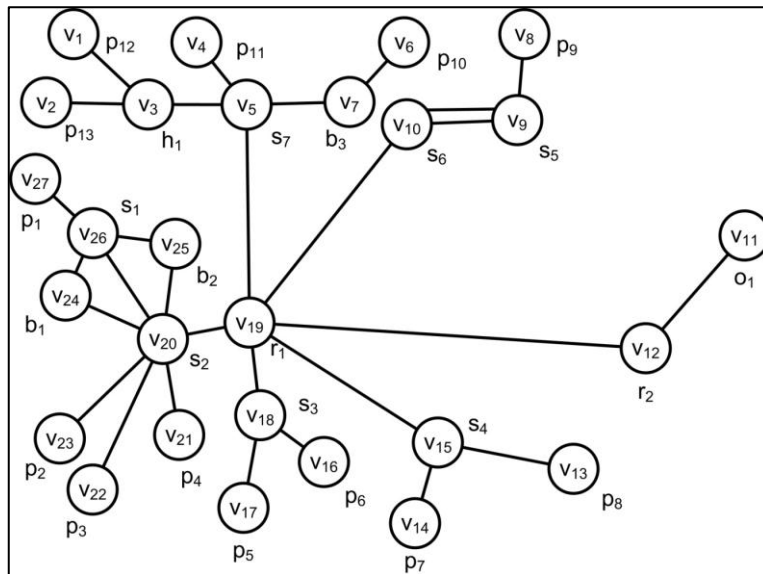 v1 p12 v4 p11 v6 p10 v8 p9
v2 p13 v3 h1 v5 s7 v7 b3 v10 s6 v9 s5
v27 p1 s1 v26 v25 b2 v11 o1
v24 b1 v20 s2 v19 r1 v12 r2
v23 p2 v22 p3 v21 p4 v18 s3 v16 p6 v15 s4 v13 p8
v17 p5 v14 p7